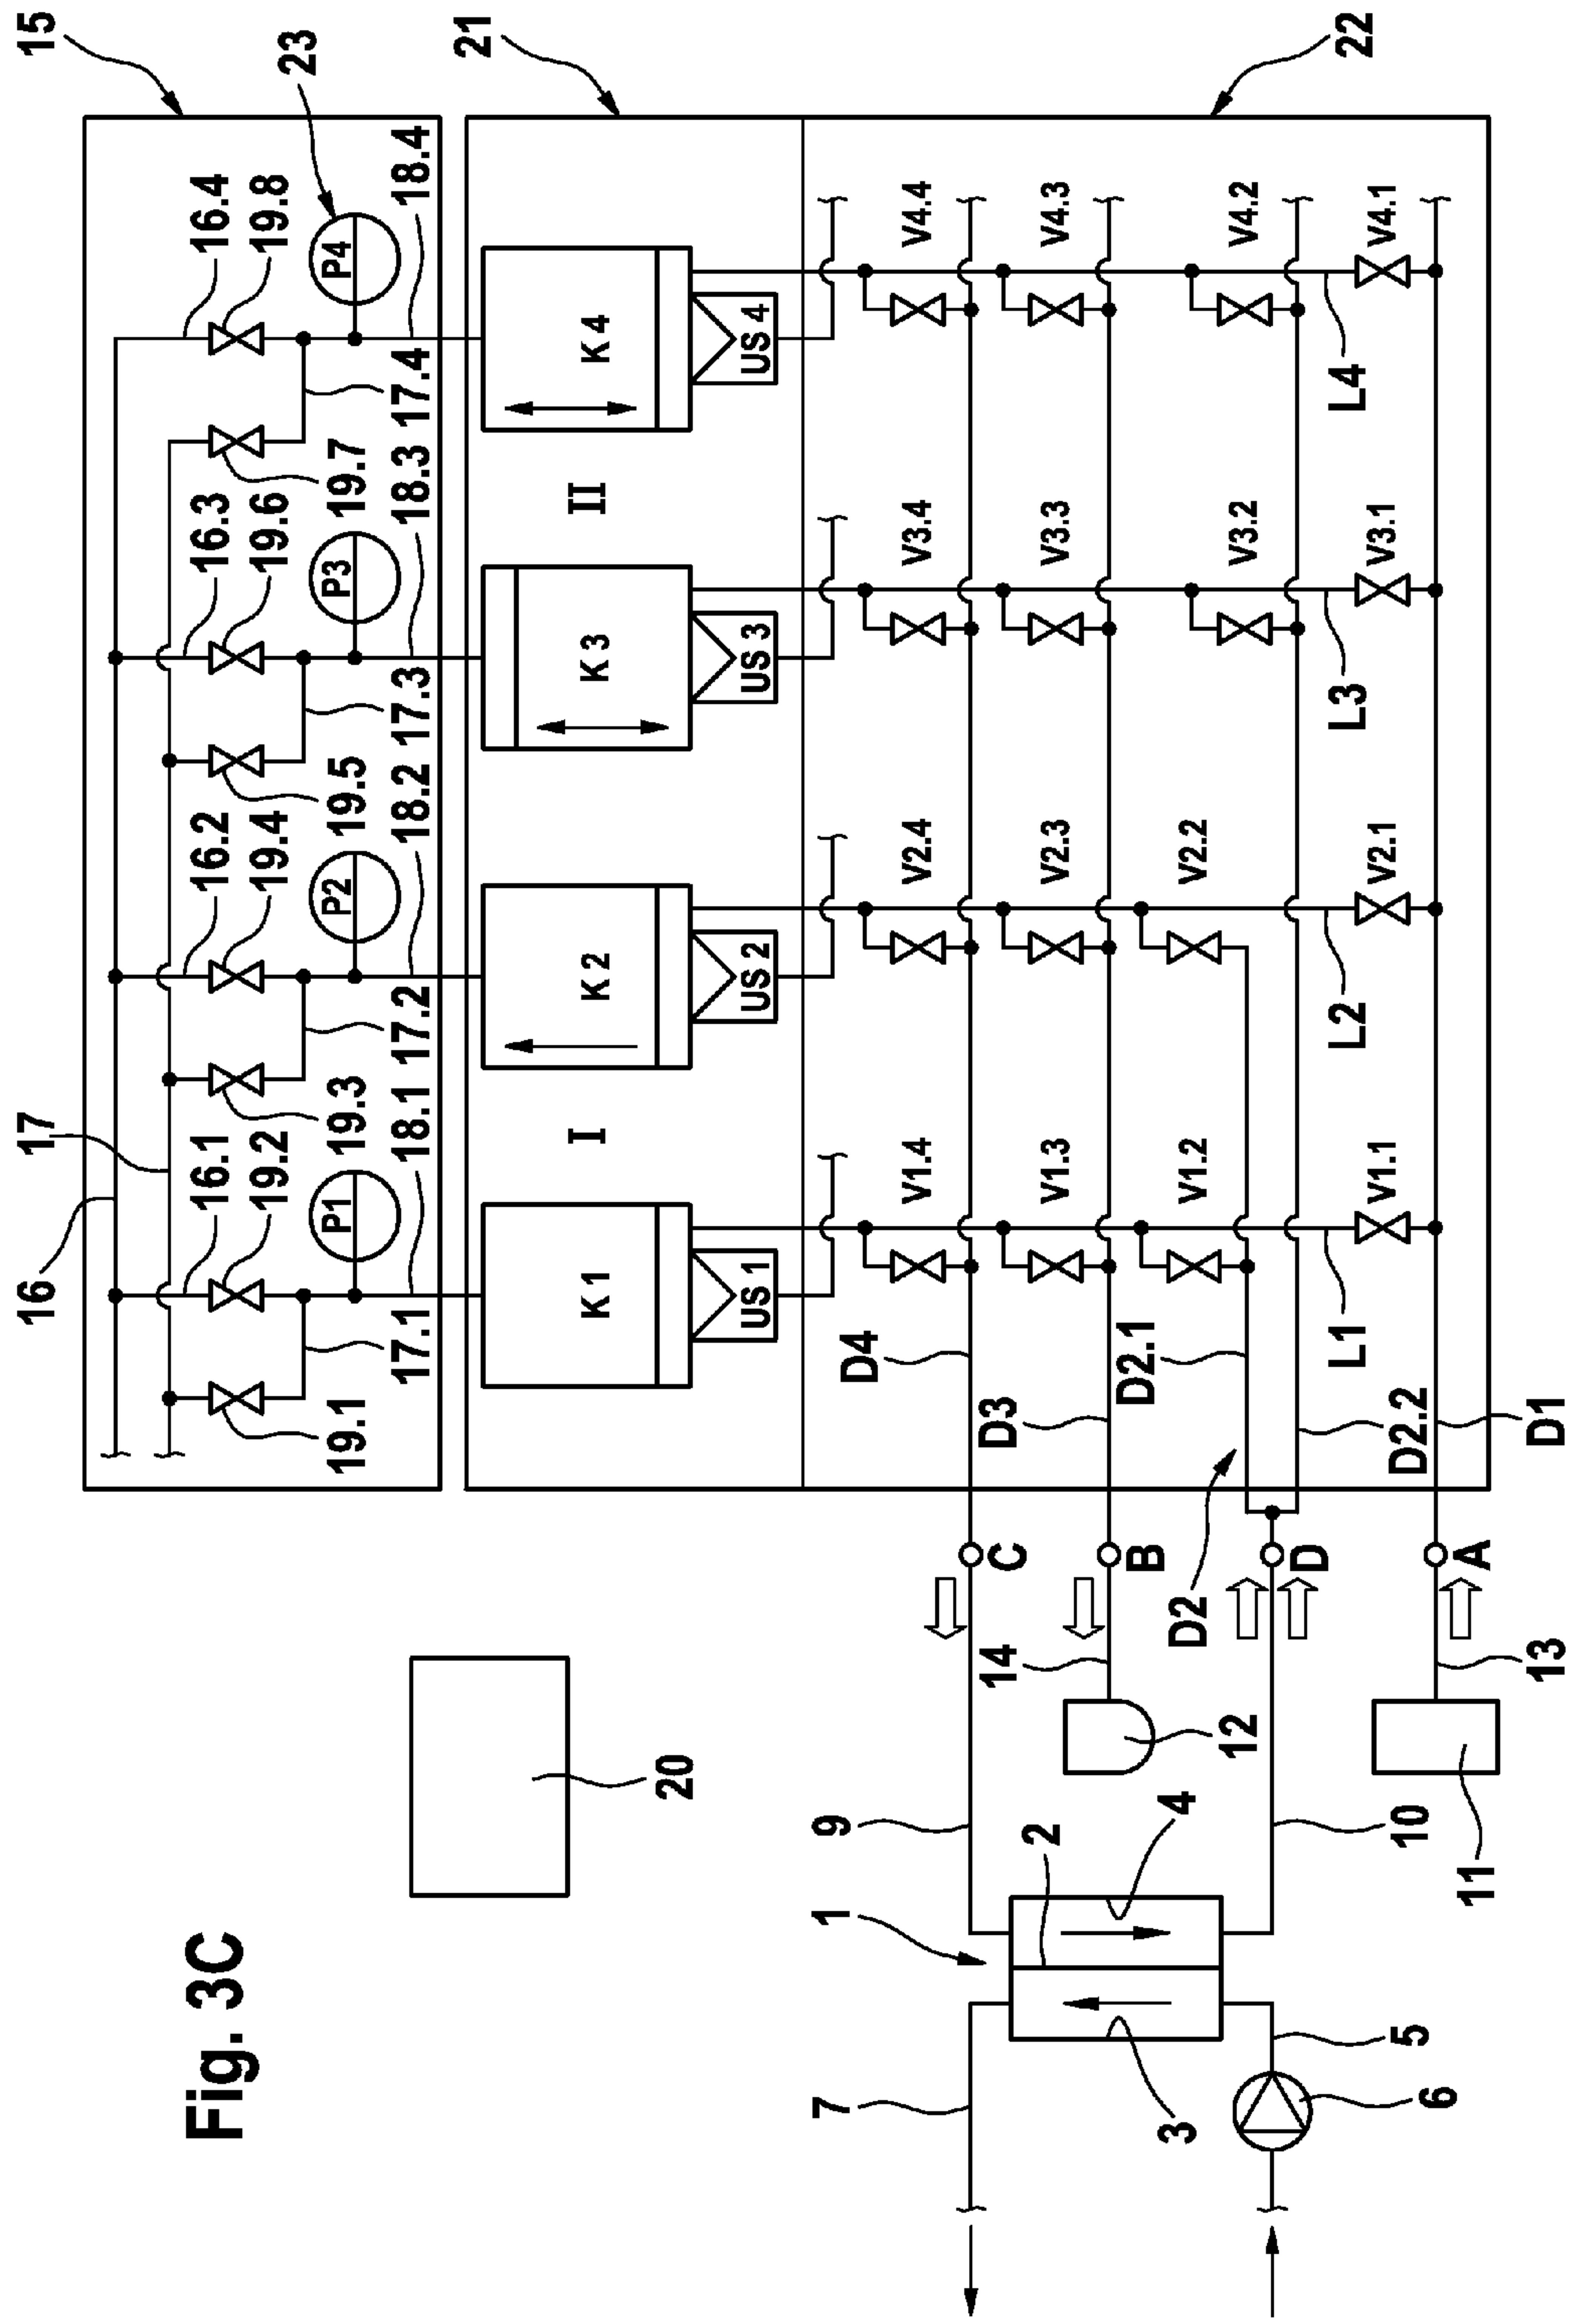 Fig. 3C
15
23
21
22
16
17
16.1
19.2
16.2
19.4
16.3
19.6
16.4
19.8
P1
P2
P3
P4
19.1
19.3
19.5
19.7
17.1
18.1
17.2
18.2
17.3
18.3
17.4
18.4
K 1
I
K 2
K 3
II
K 4
US 1
US 2
US 3
US 4
20
D4
V1.4
V2.4
V3.4
V4.4
D3
V1.3
V2.3
V3.3
V4.3
D2.1
V1.2
V2.2
V3.2
V4.2
L1
L2
L3
L4
D2.2
V1.1
V2.1
V3.1
V4.1
D1
C
B
D
A
D2
14
12
13
11
9
10
1
2
4
3
7
5
6